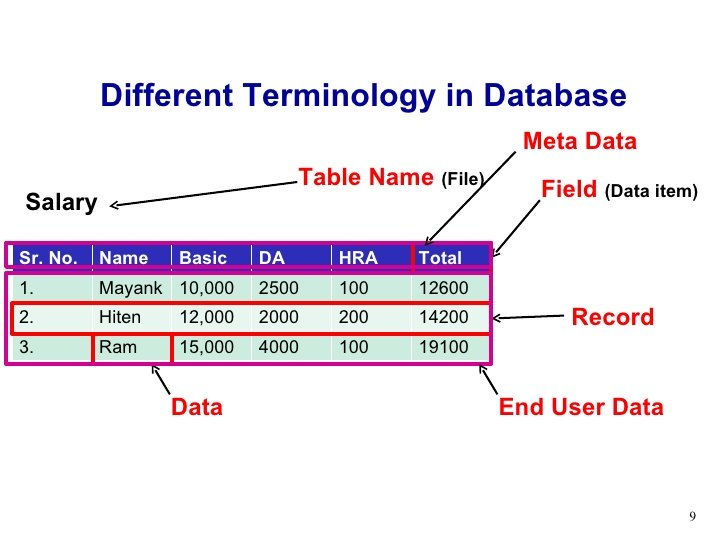 Different Terminology in Database
Meta Data
Table Name (File)
Field (Data item)
Salary
Sr. No. Name Basic DA HRA Total
1. Mayank 10,000 2500 100 12600
2. Hiten 12,000 2000 200 14200
Record
3. Ram 15,000 4000 100 19100
Data
End User Data
9